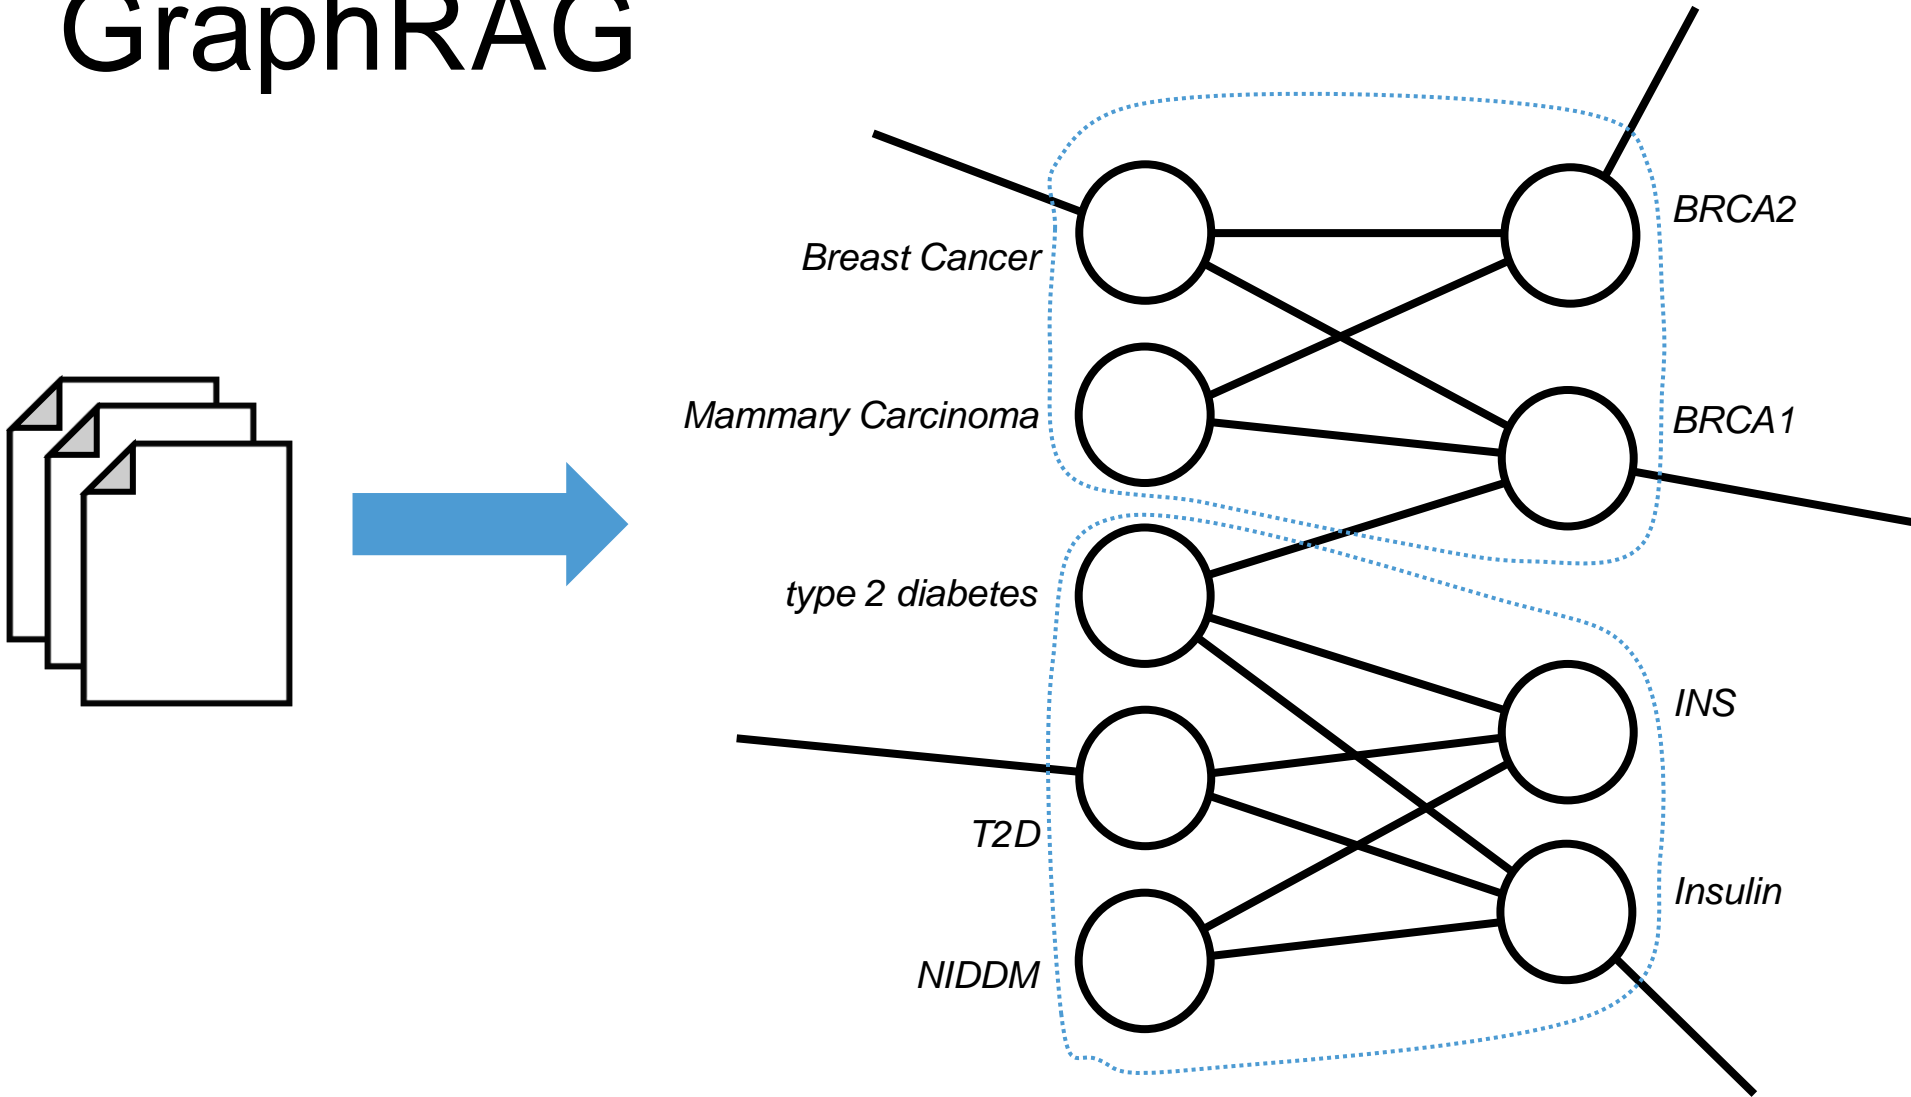 GraphRAG
BRCA2
Breast Cancer
Mammary Carcinoma
BRCA1
type 2 diabetes
INS
T2D
Insulin
NIDDM